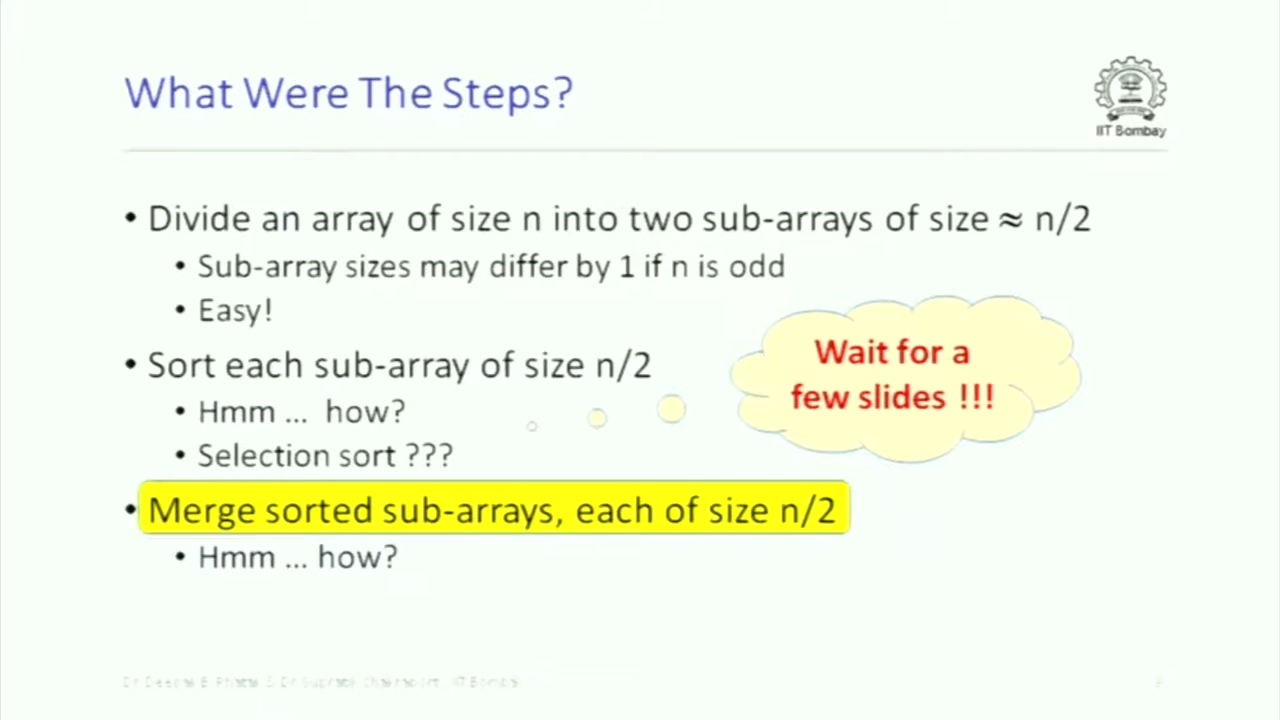 What Were The Steps?
IIT Bombay
• Divide an array of size n into two sub-arrays of size ≈ n/2
• Sub-array sizes may differ by 1 if n is odd
• Easy!
• Sort each sub-array of size n/2
• Hmm ... how?
• Selection sort ???
Wait for a
few slides !!!
• Merge sorted sub-arrays, each of size n/2
• Hmm ... how?
IIT Bombay